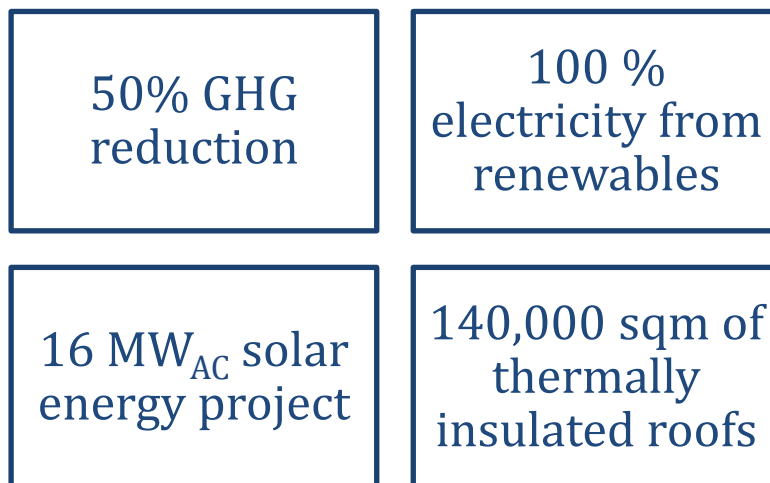 50% GHG
reduction
100 %
electricity from
renewables
16 MWAC solar
energy project
140,000 sqm of
thermally
insulated roofs